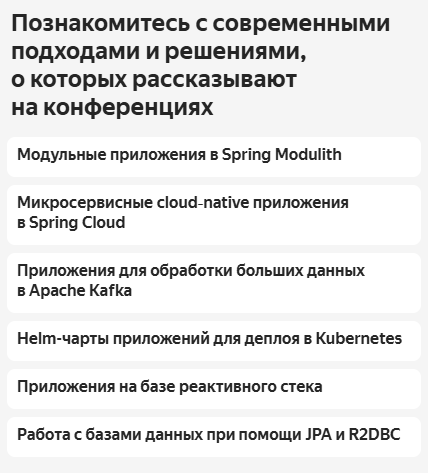 Познакомитесь с современными
подходами и решениями,
о которых рассказывают
на конференциях
Модульные приложения в Spring Modulith
Микросервисные cloud-native приложения
в Spring Cloud
Приложения для обработки больших данных
в Apache Kafka
Helm-чарты приложений для деплоя в Kubernetes
Приложения на базе реактивного стека
Работа с базами данных при помощи JPA и R2DBC